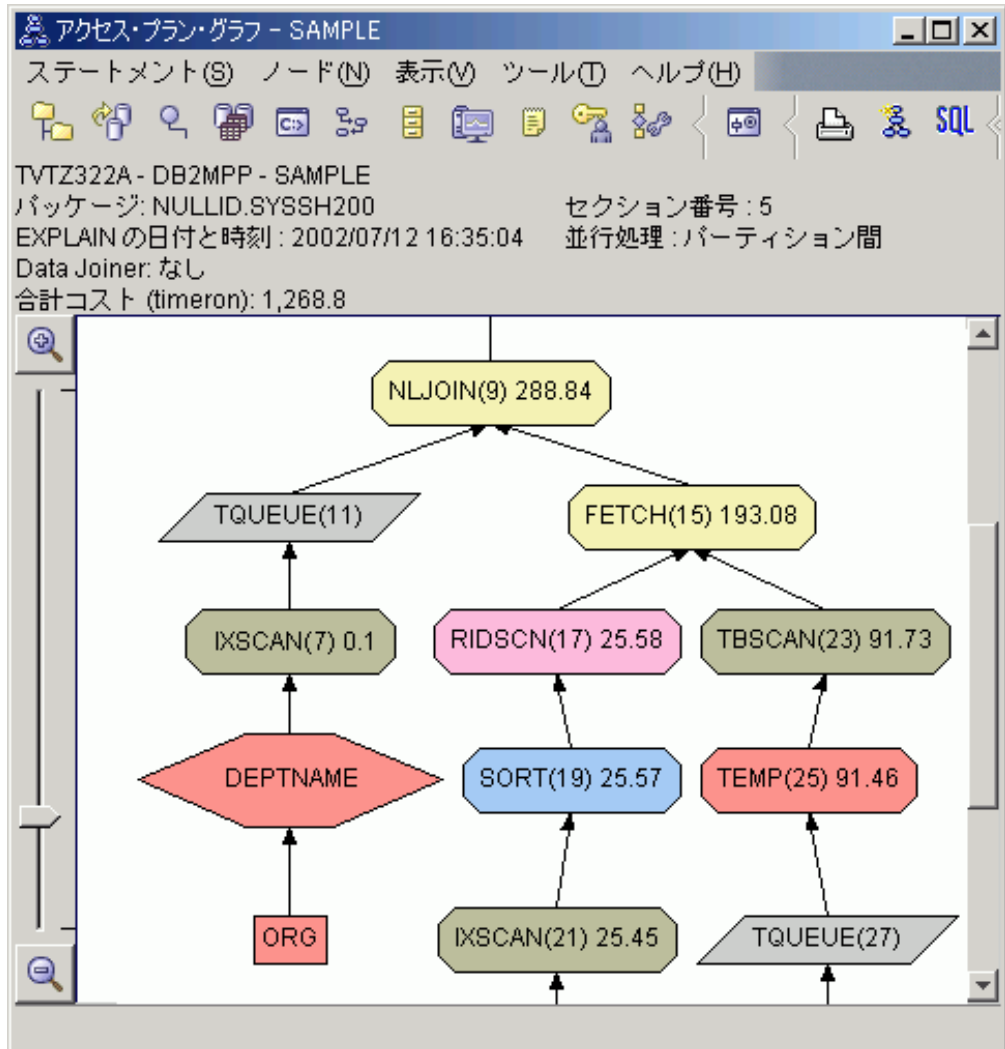 アクセス・プラン・グラフ - SAMPLE
ステートメント(S) ノード(N) 表示(V) ツール(T) ヘルプ(H)
C:> SQL
TVTZ322A - DB2MPP - SAMPLE
パッケージ: NULLID.SYSSH200 セクション番号 : 5
EXPLAIN の日付と時刻 : 2002/07/12 16:35:04 並行処理 : パーティション間
Data Joiner: なし
合計コスト (timeron): 1,268.8
NLJOIN(9) 288.84
TQUEUE(11) FETCH(15) 193.08
IXSCAN(7) 0.1 RIDSCN(17) 25.58 TBSCAN(23) 91.73
DEPTNAME SORT(19) 25.57 TEMP(25) 91.46
ORG IXSCAN(21) 25.45 TQUEUE(27)